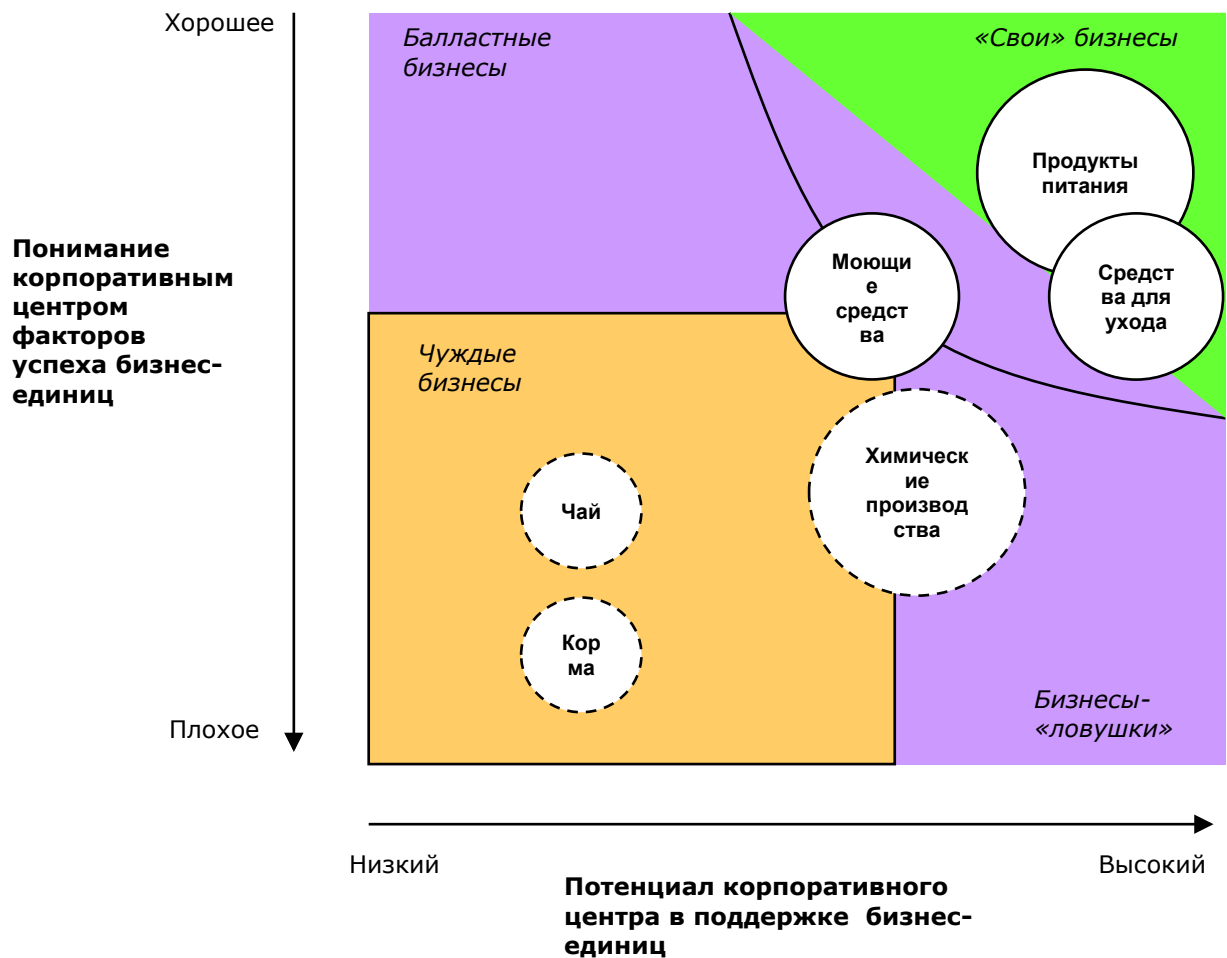 Хорошее
Балластные
бизнесы
«Свои» бизнесы
Продукты
питания
Понимание
корпоративным
центром
факторов
успеха бизнес-
единиц
Моющи
е
средст
ва
Средст
ва для
ухода
Чуждые
бизнесы
Химическ
ие
производ
ства
Чай
Кор
ма
Бизнесы-
«ловушки»
Плохое
Низкий
Высокий
Потенциал корпоративного
центра в поддержке  бизнес-
единиц